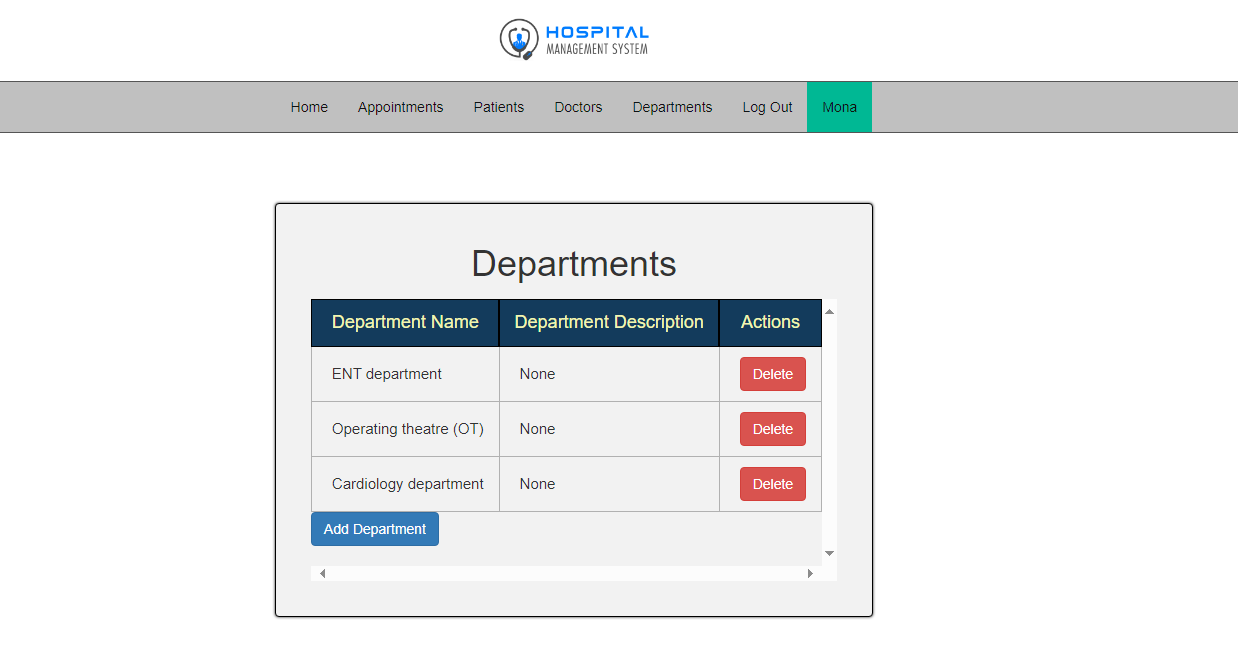 HOSPITAL
MANAGEMENT SYSTEM
Home Appointments Patients Doctors Departments Log Out Mona
Departments
Department Name Department Description Actions
ENT department None Delete
Operating theatre (OT) None Delete
Cardiology department None Delete
Add Department